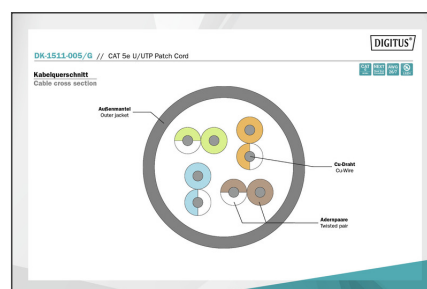 DIGITUS®
DK-1511-005/G // CAT 5e U/UTP Patch Cord
Kabelquerschnitt
Cable cross section
Außenmantel
Outer jacket
Cu-Draht
Cu-Wire
Adernpaare
Twisted pair